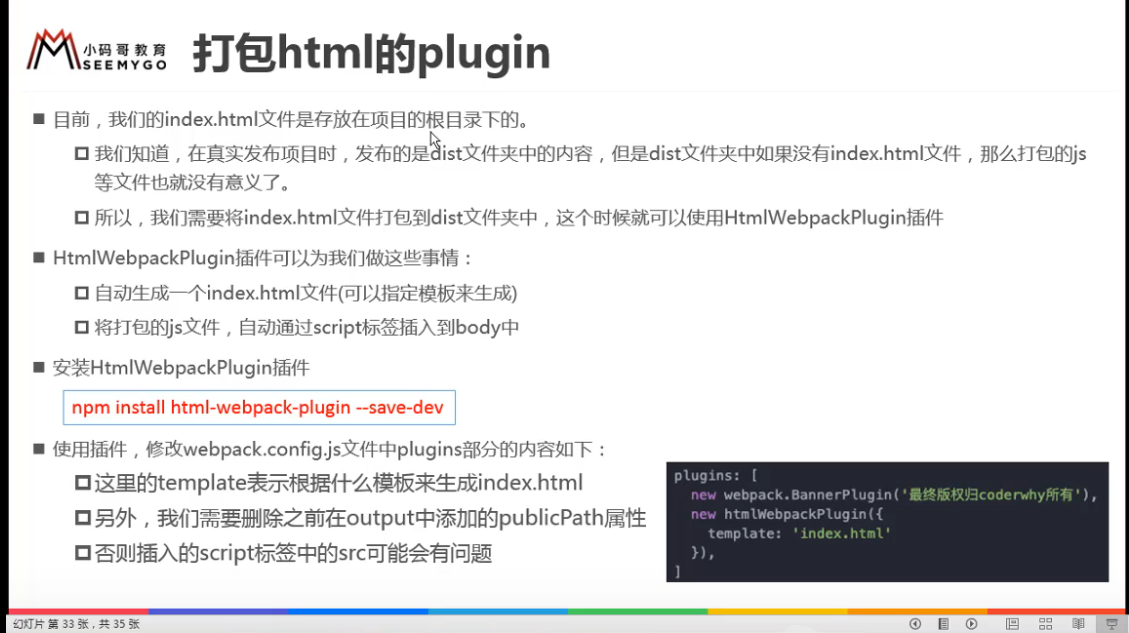 小码哥教育
SEEMYGO
打包html的plugin
目前，我们的index.html文件是存放在项目的根目录下的。
我们知道，在真实发布项目时，发布的是dist文件夹中的内容，但是dist文件夹中如果没有index.html文件，那么打包的js
等文件也就没有意义了。
所以，我们需要将index.html文件打包到dist文件夹中，这个时候就可以使用HtmlWebpackPlugin插件
HtmlWebpackPlugin插件可以为我们做这些事情：
自动生成一个index.html文件(可以指定模板来生成)
将打包的js文件，自动通过script标签插入到body中
安装HtmlWebpackPlugin插件
npm install html-webpack-plugin --save-dev
使用插件，修改webpack.config.js文件中plugins部分的内容如下：
这里的template表示根据什么模板来生成index.html
另外，我们需要删除之前在output中添加的publicPath属性
否则插入的script标签中的src可能会有问题
plugins: [
new webpack.BannerPlugin('最终版权归coderwhy所有'),
new htmlWebpackPlugin({
template: 'index.html'
}),
]
幻灯片 第 33 张，共 35 张